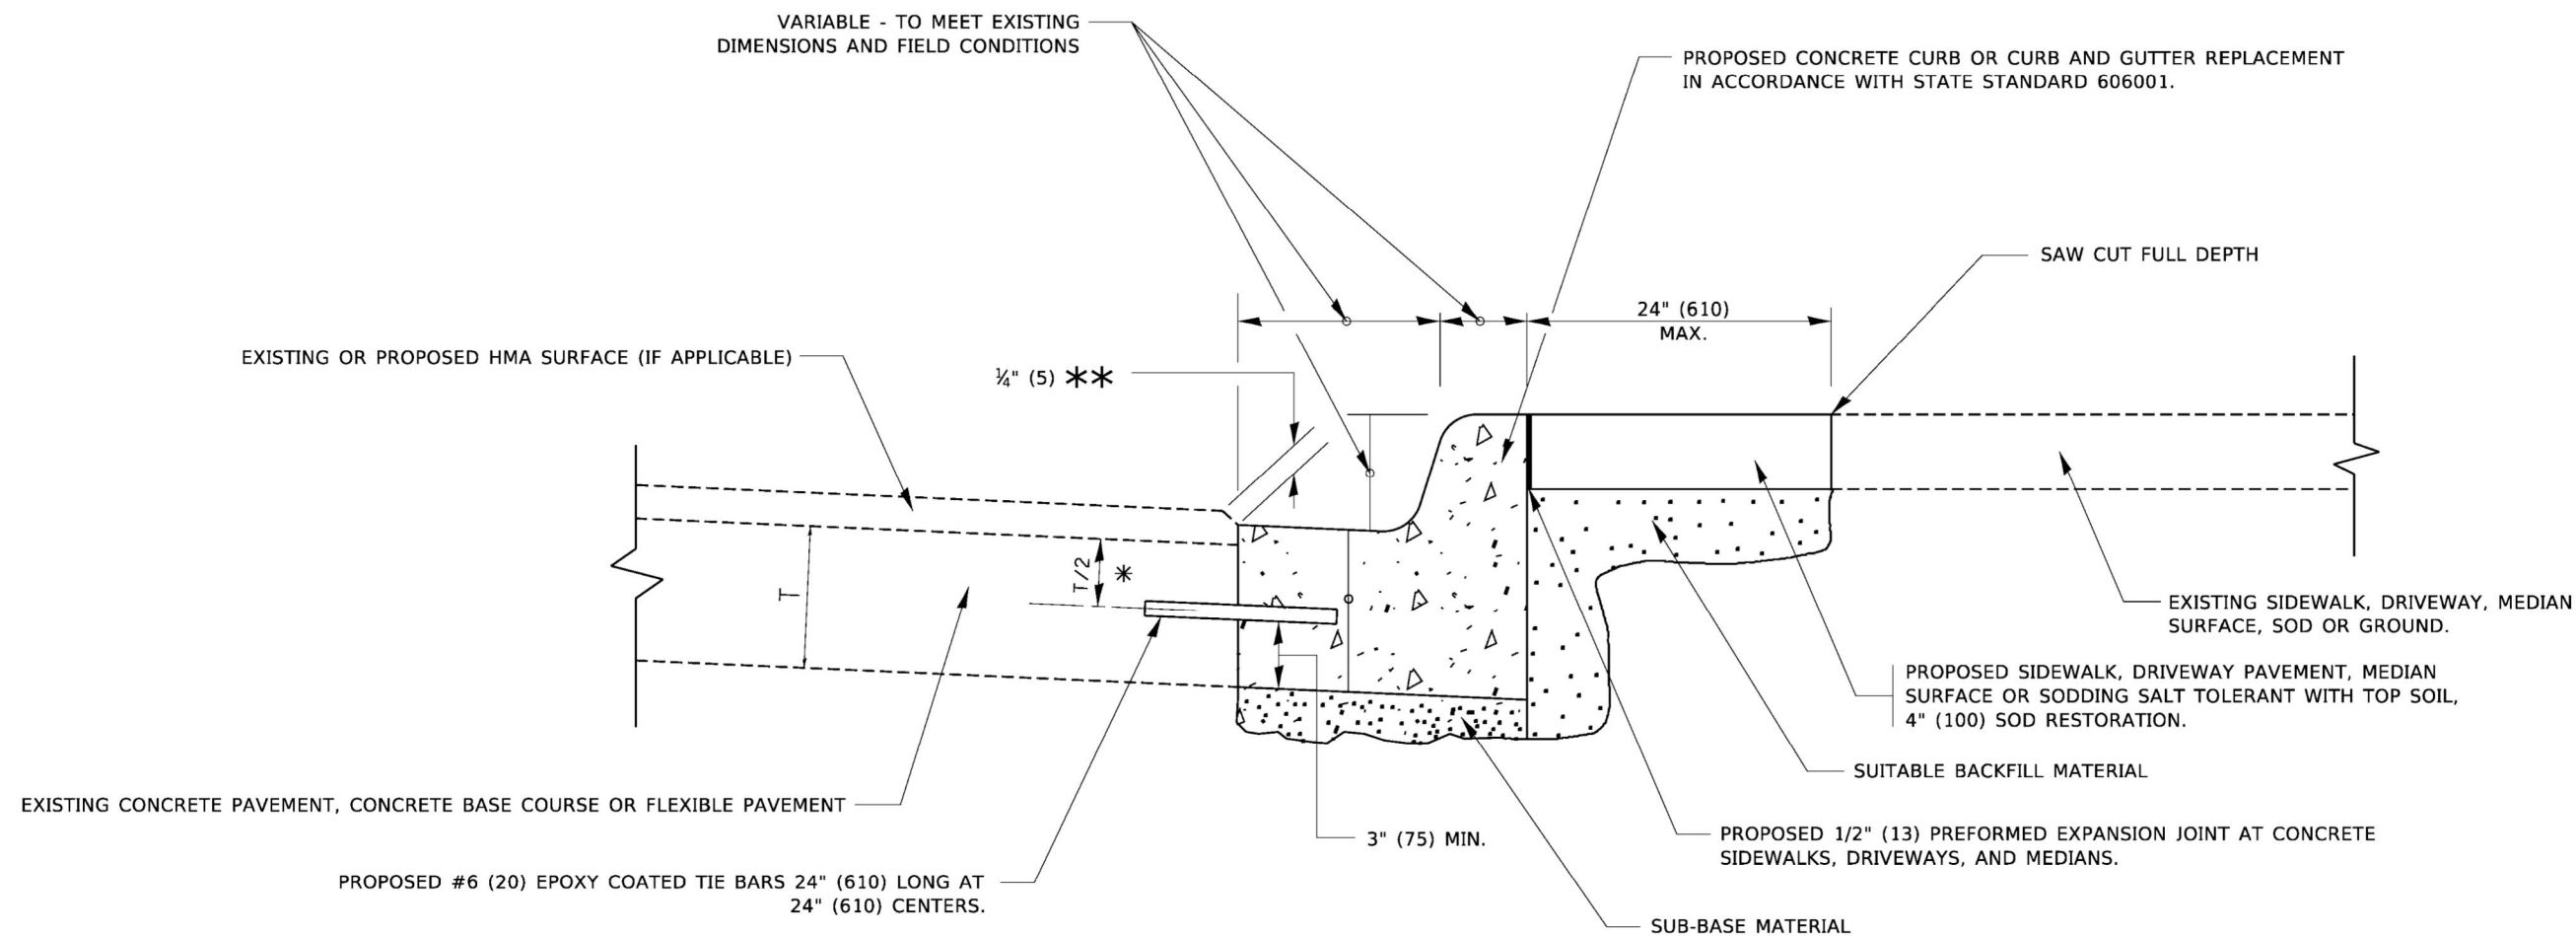 VARIABLE - TO MEET EXISTING
DIMENSIONS AND FIELD CONDITIONS
PROPOSED CONCRETE CURB OR CURB AND GUTTER REPLACEMENT
IN ACCORDANCE WITH STATE STANDARD 606001.
SAW CUT FULL DEPTH
24" (610)
MAX.
EXISTING OR PROPOSED HMA SURFACE (IF APPLICABLE)
¼" (5) **
T/2
*
T
EXISTING SIDEWALK, DRIVEWAY, MEDIAN
SURFACE, SOD OR GROUND.
PROPOSED SIDEWALK, DRIVEWAY PAVEMENT, MEDIAN
SURFACE OR SODDING SALT TOLERANT WITH TOP SOIL,
4" (100) SOD RESTORATION.
SUITABLE BACKFILL MATERIAL
EXISTING CONCRETE PAVEMENT, CONCRETE BASE COURSE OR FLEXIBLE PAVEMENT
3" (75) MIN.
PROPOSED 1/2" (13) PREFORMED EXPANSION JOINT AT CONCRETE
SIDEWALKS, DRIVEWAYS, AND MEDIANS.
PROPOSED #6 (20) EPOXY COATED TIE BARS 24" (610) LONG AT
24" (610) CENTERS.
SUB-BASE MATERIAL